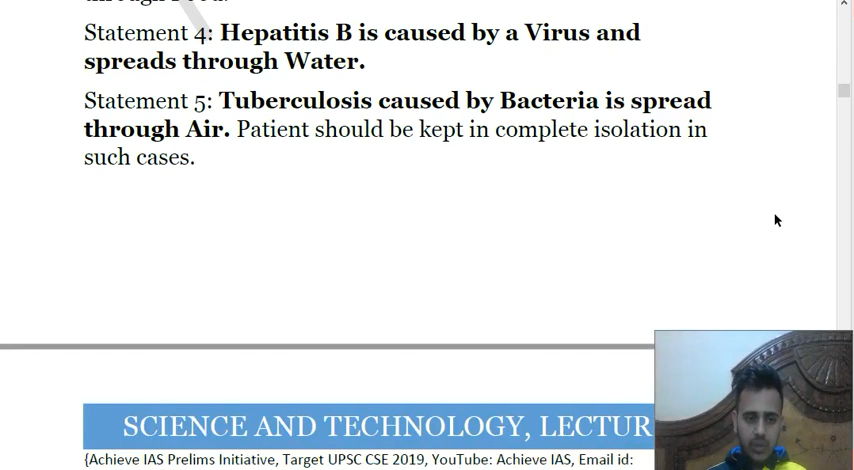 Statement 4: Hepatitis B is caused by a Virus and
spreads through Water.
Statement 5: Tuberculosis caused by Bacteria is spread
through Air. Patient should be kept in complete isolation in
such cases.
SCIENCE AND TECHNOLOGY, LECTUR
{Achieve IAS Prelims Initiative, Target UPSC CSE 2019, YouTube: Achieve IAS, Email id: